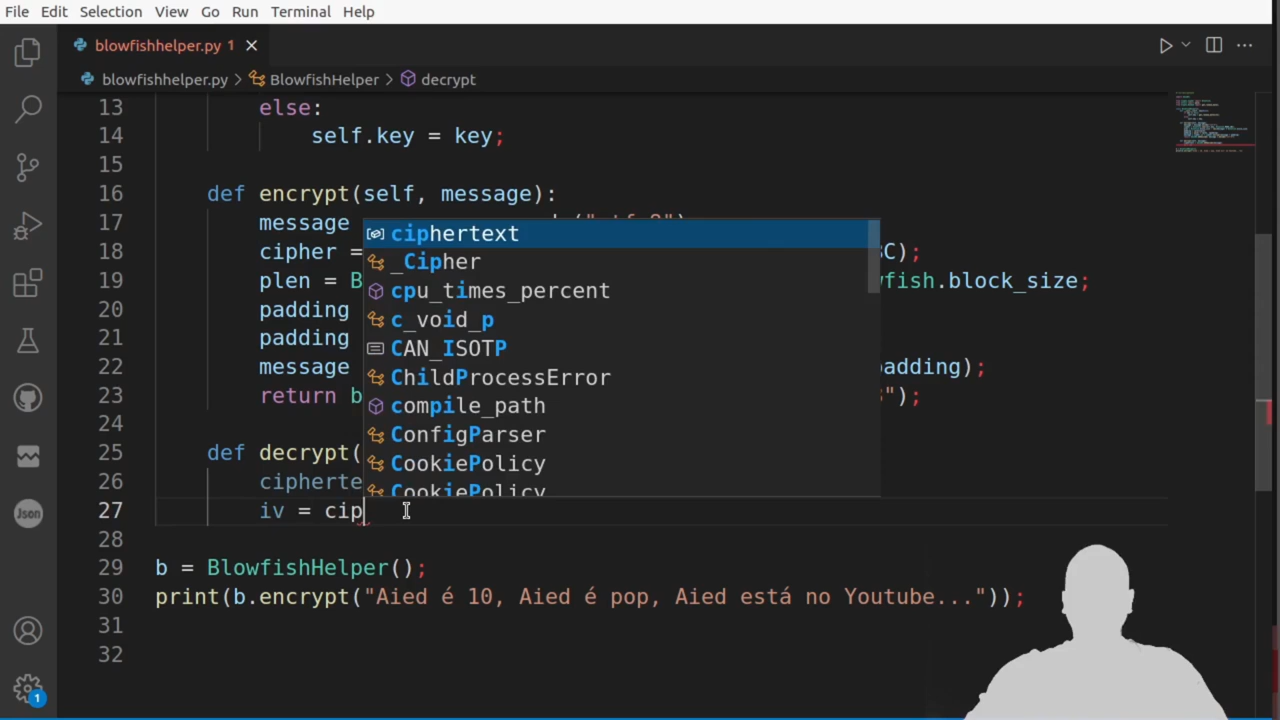 File Edit Selection View Go Run Terminal Help
blowfishhelper.py 1
blowfishhelper.py > BlowfishHelper > decrypt
13 else:
14 self.key = key;
15
16 def encrypt(self, message):
17 message
18 cipher = C);
19 plen = B wfish.block_size;
20 padding
21 padding
22 message adding);
23 return b ");
24
25 def decrypt(
26 cipherte
27 iv = cip
28
29 b = BlowfishHelper();
30 print(b.encrypt("Aied é 10, Aied é pop, Aied está no Youtube..."));
31
32
ciphertext
_Cipher
cpu_times_percent
c_void_p
CAN_ISOTP
ChildProcessError
compile_path
ConfigParser
CookiePolicy
CookiePolicy
Json
1